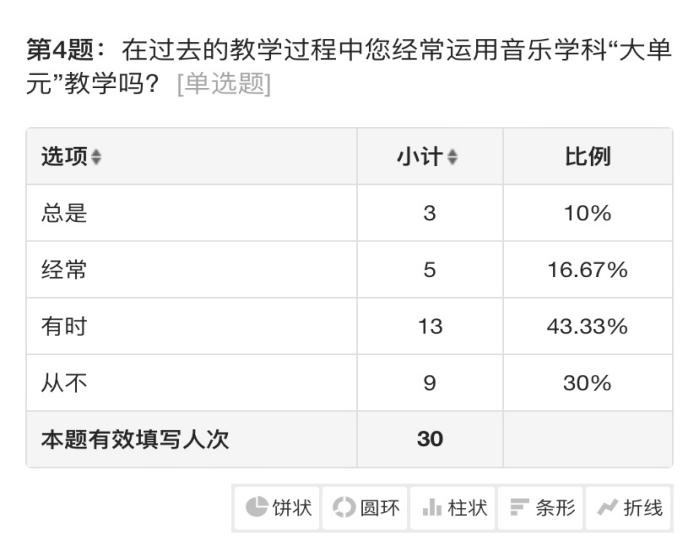 第4题：在过去的教学过程中您经常运用音乐学科“大单
元”教学吗？ [单选题]
选项 小计 比例
总是 3 10%
经常 5 16.67%
有时 13 43.33%
从不 9 30%
本题有效填写人次 30
饼状 圆环 柱状 条形 折线